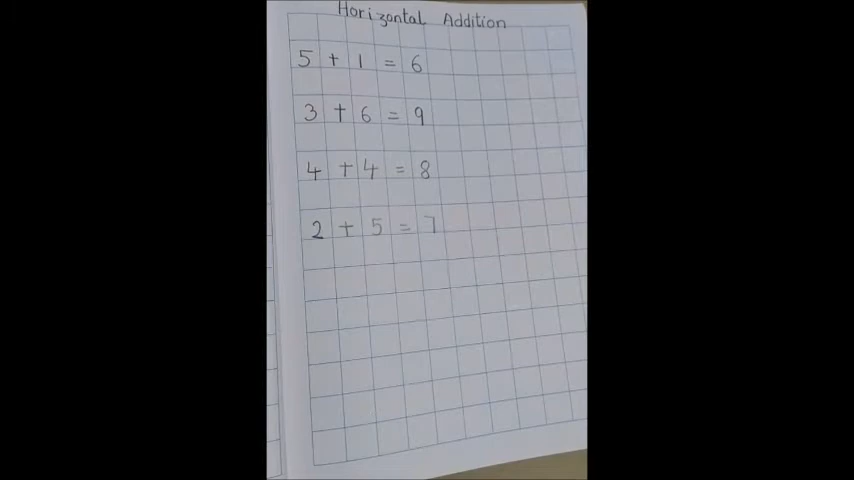 Horizontal Addition
5 + 1 = 6
3 + 6 = 9
4 + 4 = 8
2 + 5 = 7